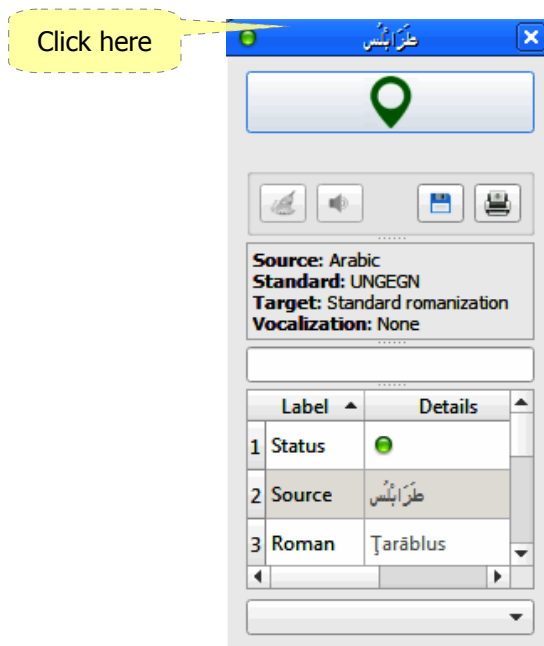 Click here
طَرَابْلُس
Source: Arabic
Standard: UNGEGN
Target: Standard romanization
Vocalization: None
Label Details
1 Status
2 Source طَرَابْلُس
3 Roman Ţarāblus